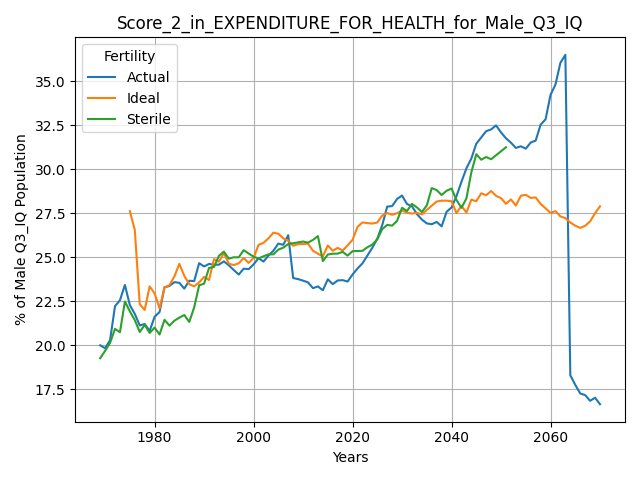 Score_2_in_EXPENDITURE_FOR_HEALTH_for_Male_Q3_IQ
Fertility
Actual
Ideal
Sterile
% of Male Q3_IQ Population
35.0
32.5
30.0
27.5
25.0
22.5
20.0
17.5
1980 2000 2020 2040 2060
Years